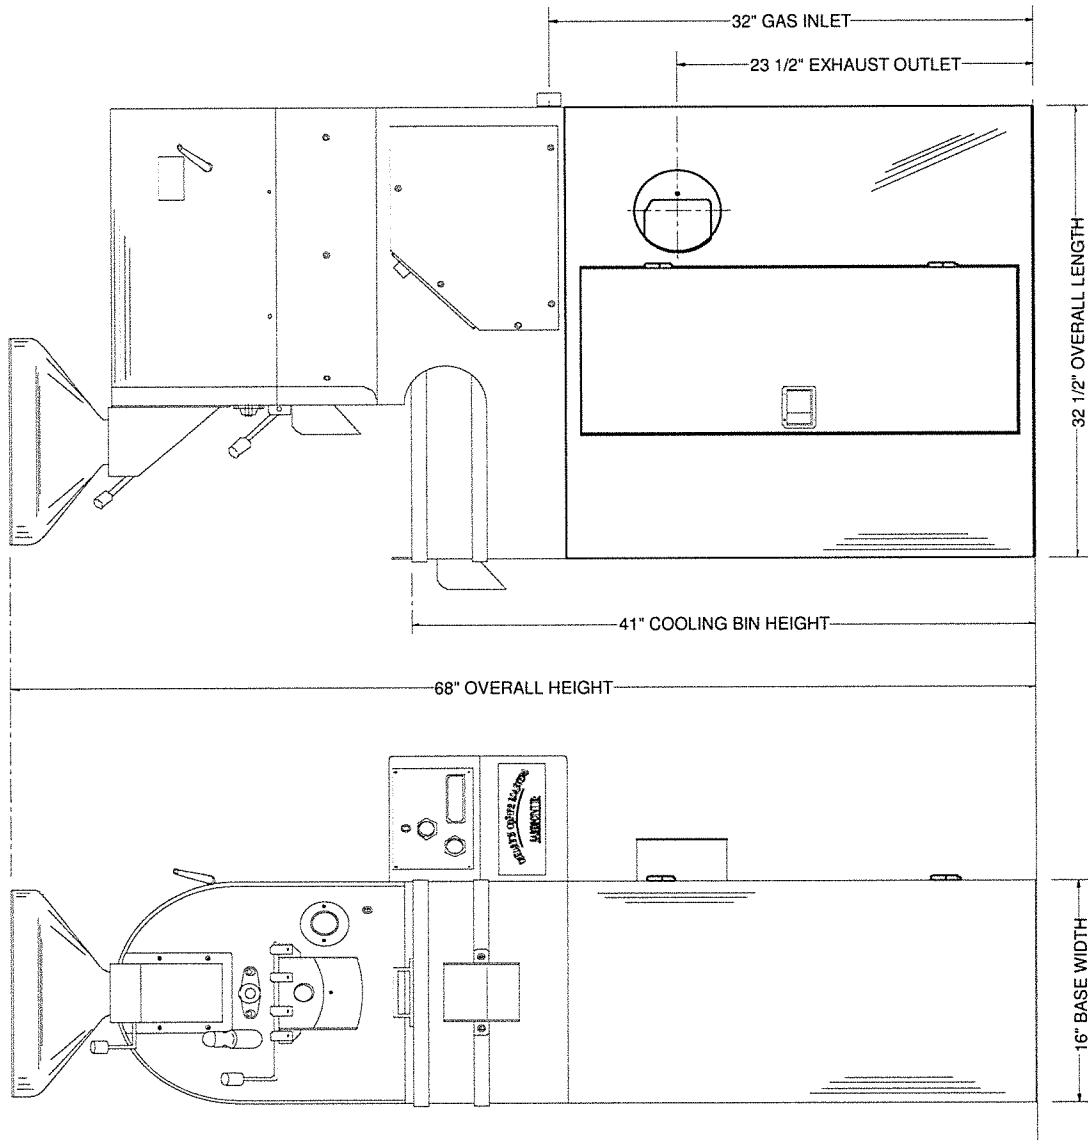 32" GAS INLET
23 1/2" EXHAUST OUTLET
32 1/2" OVERALL LENGTH
41" COOLING BIN HEIGHT
68" OVERALL HEIGHT
16" BASE WIDTH